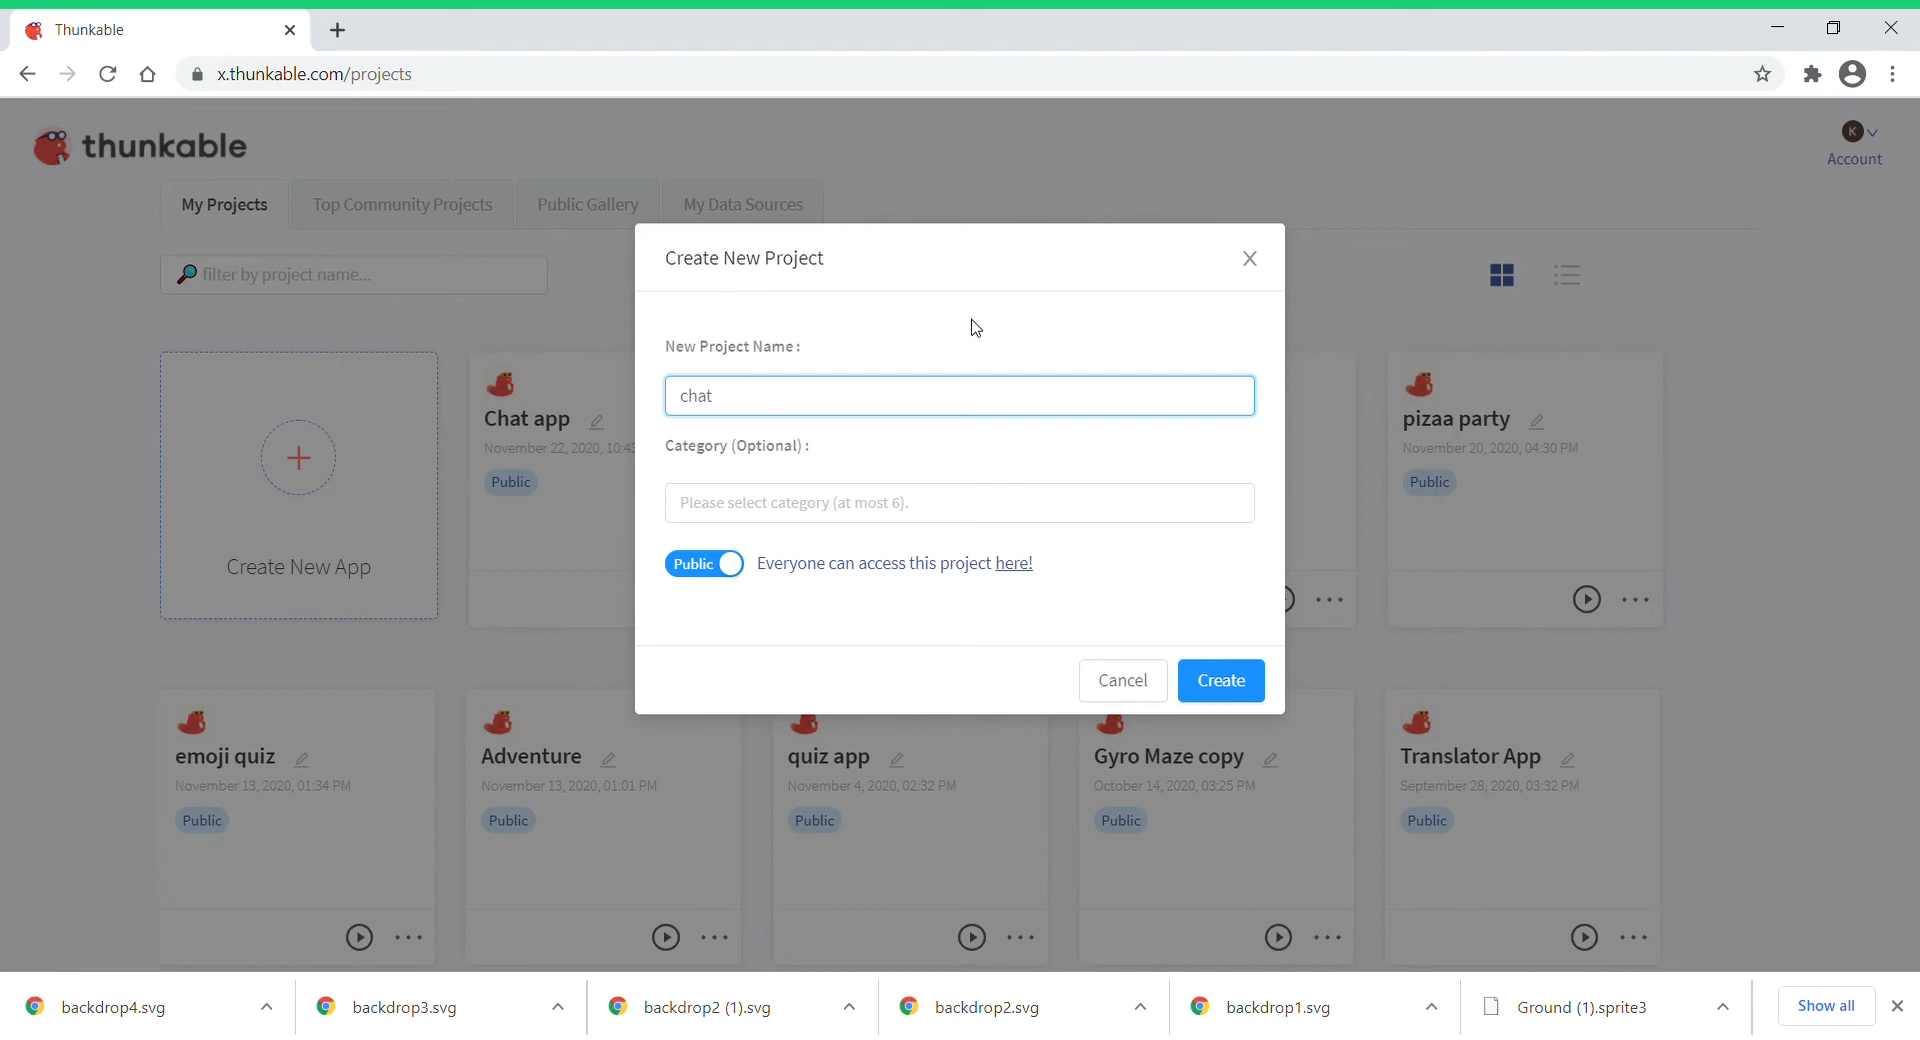 Thunkable
x.thunkable.com/projects
thunkable
K
Account
My Projects
Top Community Projects
Public Gallery
My Data Sources
filter by project name...
Create New Project
X
New Project Name :
chat
Category (Optional) :
Please select category (at most 6).
Public
Everyone can access this project here!
Cancel
Create
Create New App
Chat app
November 22, 2020, 10:43
Public
pizaa party
November 20, 2020, 04:30 PM
Public
emoji quiz
November 13, 2020, 01:34 PM
Public
Adventure
November 13, 2020, 01:01 PM
Public
quiz app
November 4, 2020, 02:32 PM
Public
Gyro Maze copy
October 14, 2020, 03:25 PM
Public
Translator App
September 28, 2020, 03:32 PM
Public
backdrop4.svg
backdrop3.svg
backdrop2 (1).svg
backdrop2.svg
backdrop1.svg
Ground (1).sprite3
Show all